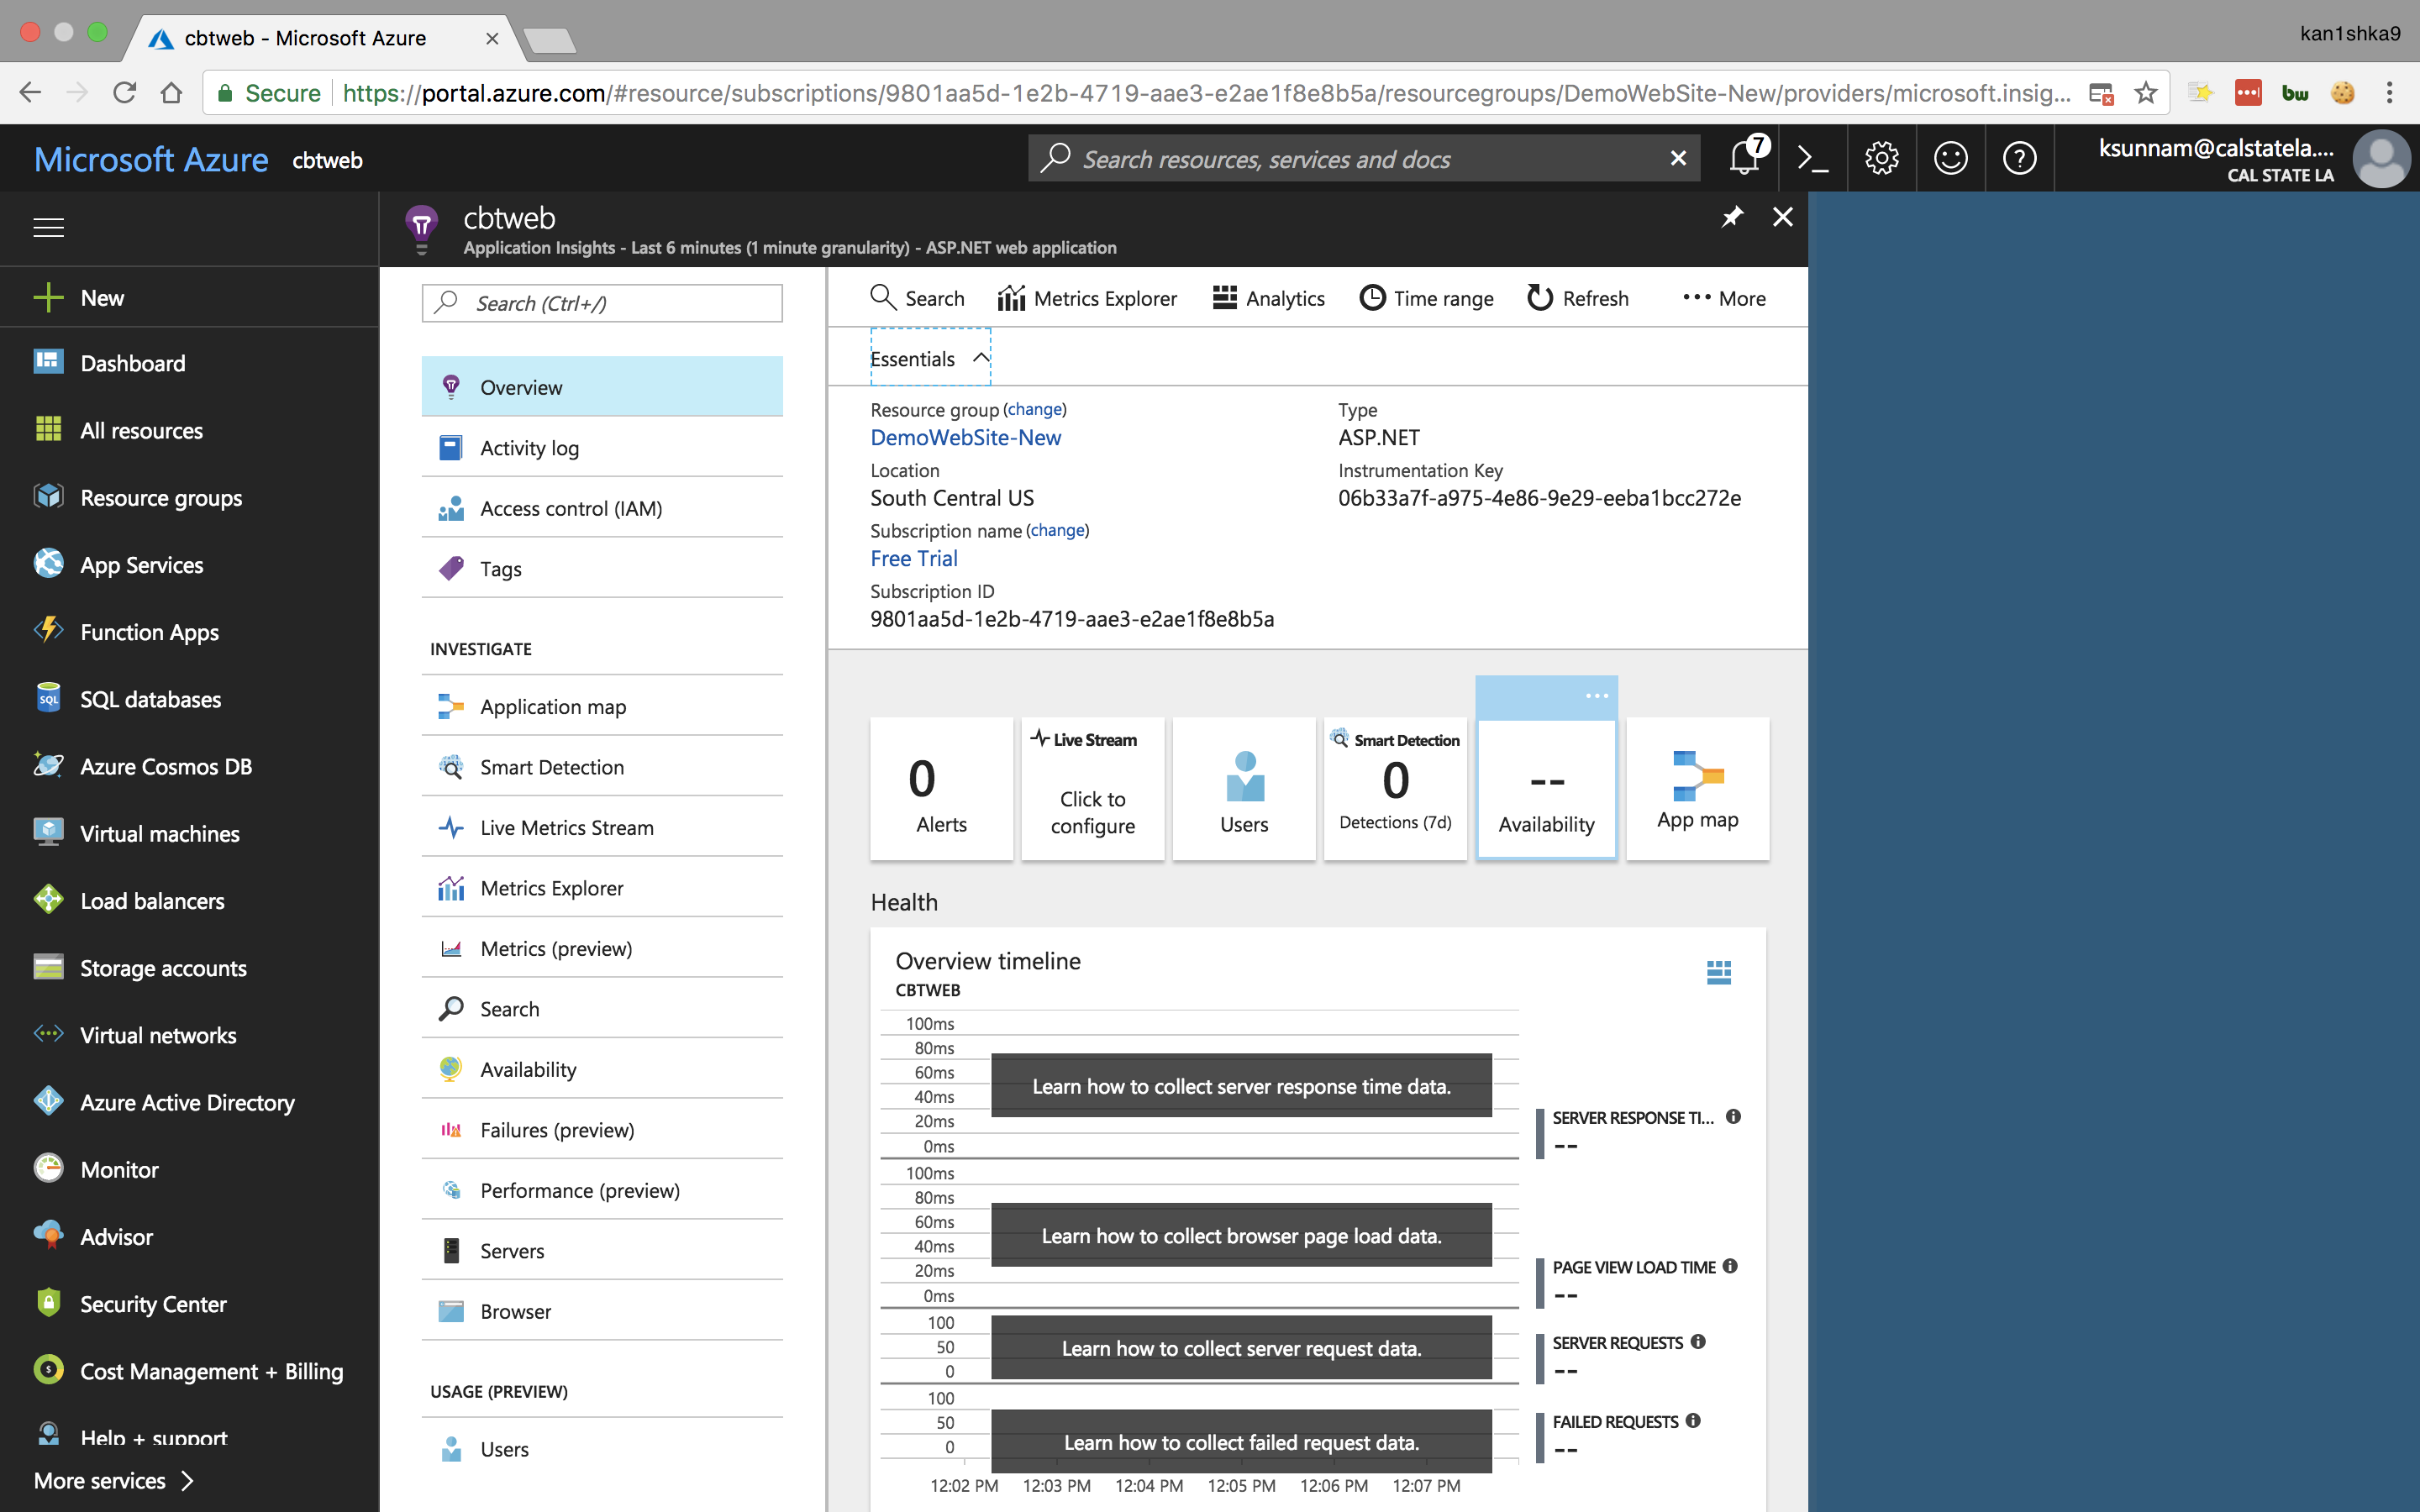 cbtweb - Microsoft Azure
kan1shka9
Secure
https://portal.azure.com/#resource/subscriptions/9801aa5d-1e2b-4719-aae3-e2ae1f8e8b5a/resourcegroups/DemoWebSite-New/providers/microsoft.insig...
bw
Microsoft Azure
cbtweb
Search resources, services and docs
7
ksunnam@calstatela....
CAL STATE LA
New
Dashboard
All resources
Resource groups
App Services
Function Apps
SQL
SQL databases
Azure Cosmos DB
Virtual machines
Load balancers
Storage accounts
Virtual networks
Azure Active Directory
Monitor
Advisor
Security Center
Cost Management + Billing
Help + support
More services
cbtweb
Application Insights - Last 6 minutes (1 minute granularity) - ASP.NET web application
Search (Ctrl+/)
Overview
Activity log
Access control (IAM)
Tags
INVESTIGATE
Application map
Smart Detection
Live Metrics Stream
Metrics Explorer
Metrics (preview)
Search
Availability
Failures (preview)
Performance (preview)
Servers
Browser
USAGE (PREVIEW)
Users
Search
Metrics Explorer
Analytics
Time range
Refresh
More
Essentials
Resource group (change)
DemoWebSite-New
Location
South Central US
Subscription name (change)
Free Trial
Subscription ID
9801aa5d-1e2b-4719-aae3-e2ae1f8e8b5a
Type
ASP.NET
Instrumentation Key
06b33a7f-a975-4e86-9e29-eeba1bcc272e
0
Alerts
Live Stream
Click to
configure
Users
Smart Detection
0
Detections (7d)
--
Availability
App map
Health
Overview timeline
CBTWEB
100ms
80ms
60ms
40ms
20ms
0ms
Learn how to collect server response time data.
SERVER RESPONSE TI...
--
100ms
80ms
60ms
40ms
20ms
0ms
Learn how to collect browser page load data.
PAGE VIEW LOAD TIME
--
100
50
0
Learn how to collect server request data.
SERVER REQUESTS
--
100
50
0
Learn how to collect failed request data.
FAILED REQUESTS
--
12:02 PM
12:03 PM
12:04 PM
12:05 PM
12:06 PM
12:07 PM